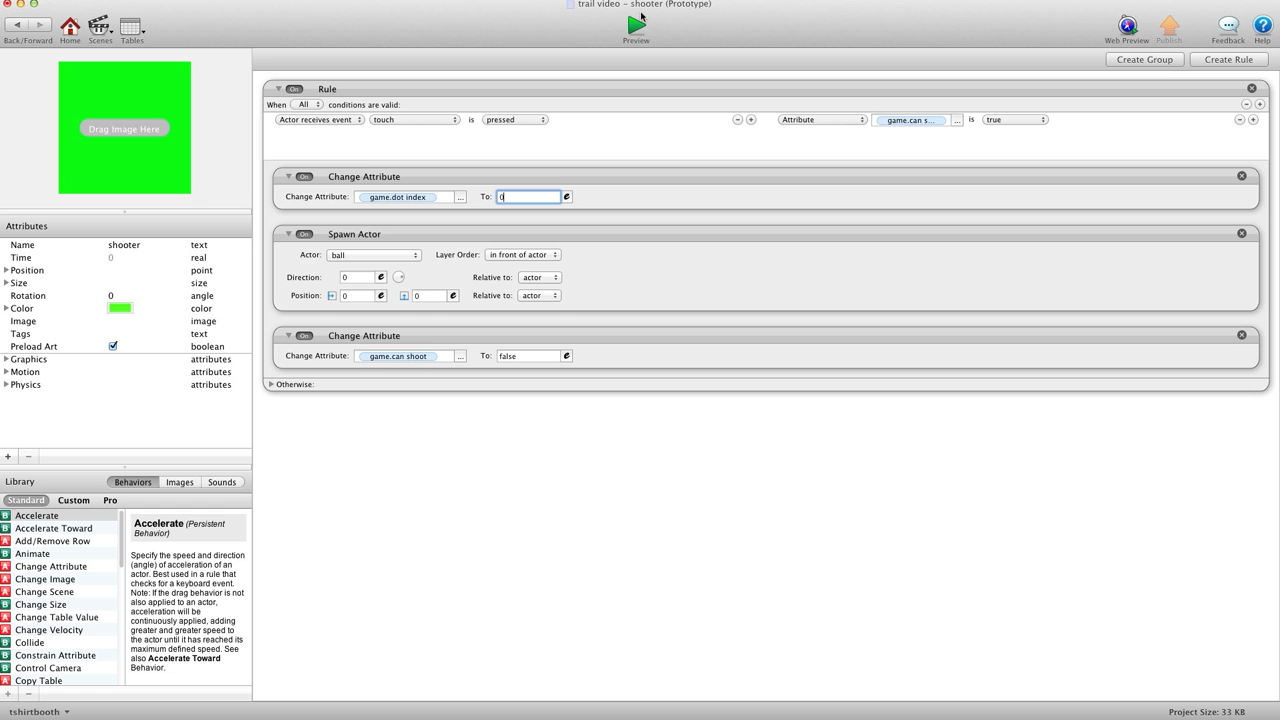 trail video – shooter (Prototype)
Back/Forward Home Scenes Tables Preview Web Preview Publish Feedback Help
Create Group Create Rule
Drag Image Here
On Rule
When All conditions are valid:
Actor receives event touch is pressed Attribute game.can s... ... is true
On Change Attribute
Change Attribute: game.dot index ... To: 0 e
On Spawn Actor
Actor: ball Layer Order: in front of actor
Direction: 0 e Relative to: actor
Position: 0 e 0 e Relative to: actor
On Change Attribute
Change Attribute: game.can shoot ... To: false e
Otherwise:
Attributes
Name shooter text
Time 0 real
Position point
Size size
Rotation 0 angle
Color color
Image image
Tags text
Preload Art boolean
Graphics attributes
Motion attributes
Physics attributes
Library Behaviors Images Sounds
Standard Custom Pro
B Accelerate
B Accelerate Toward
A Add/Remove Row
B Animate
A Change Attribute
A Change Image
A Change Scene
B Change Size
A Change Table Value
A Change Velocity
B Collide
B Constrain Attribute
B Control Camera
A Copy Table
Accelerate (Persistent
Behavior)
Specify the speed and direction
(angle) of acceleration of an
actor. Best used in a rule that
checks for a keyboard event.
Note: If the drag behavior is not
also applied to an actor,
acceleration will be
continuously applied, adding
greater and greater speed to
the actor until it has reached its
maximum defined speed. See
also Accelerate Toward
Behavior.
tshirtbooth Project Size: 33 KB